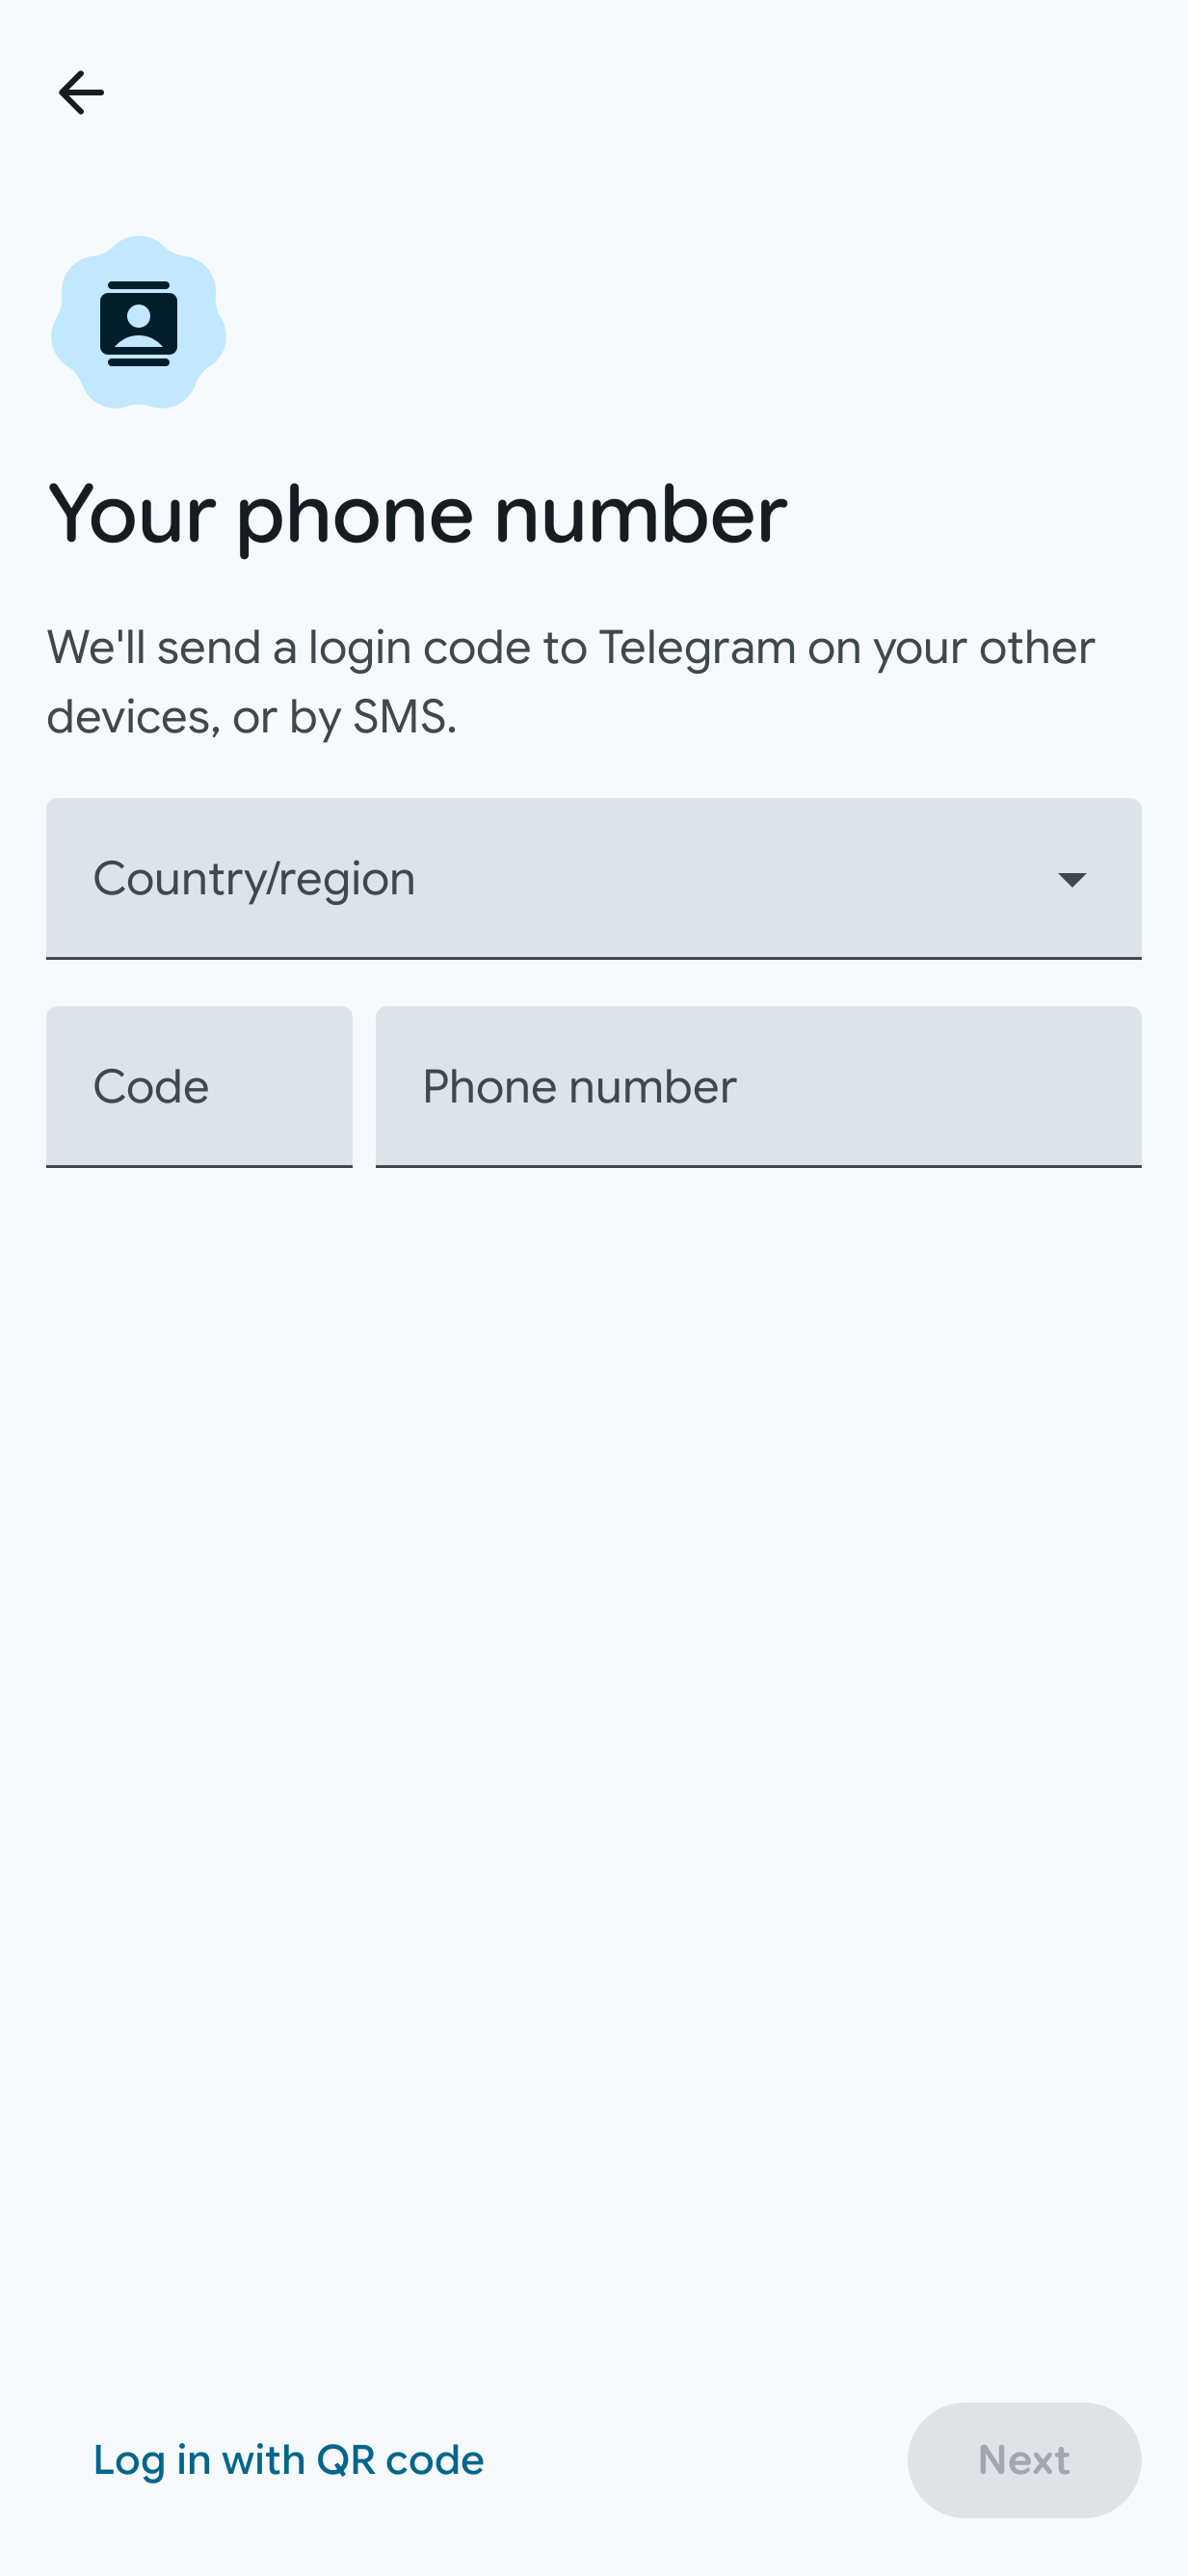 Your phone number
We'll send a login code to Telegram on your other
devices, or by SMS.
Country/region
Code
Phone number
Log in with QR code
Next